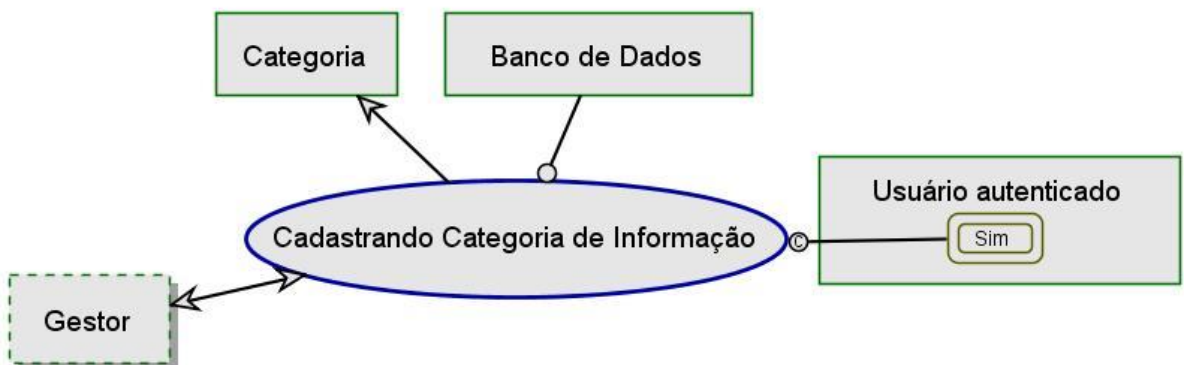 Categoria
Banco de Dados
Usuário autenticado
Sim
Cadastrando Categoria de Informação
C
Gestor